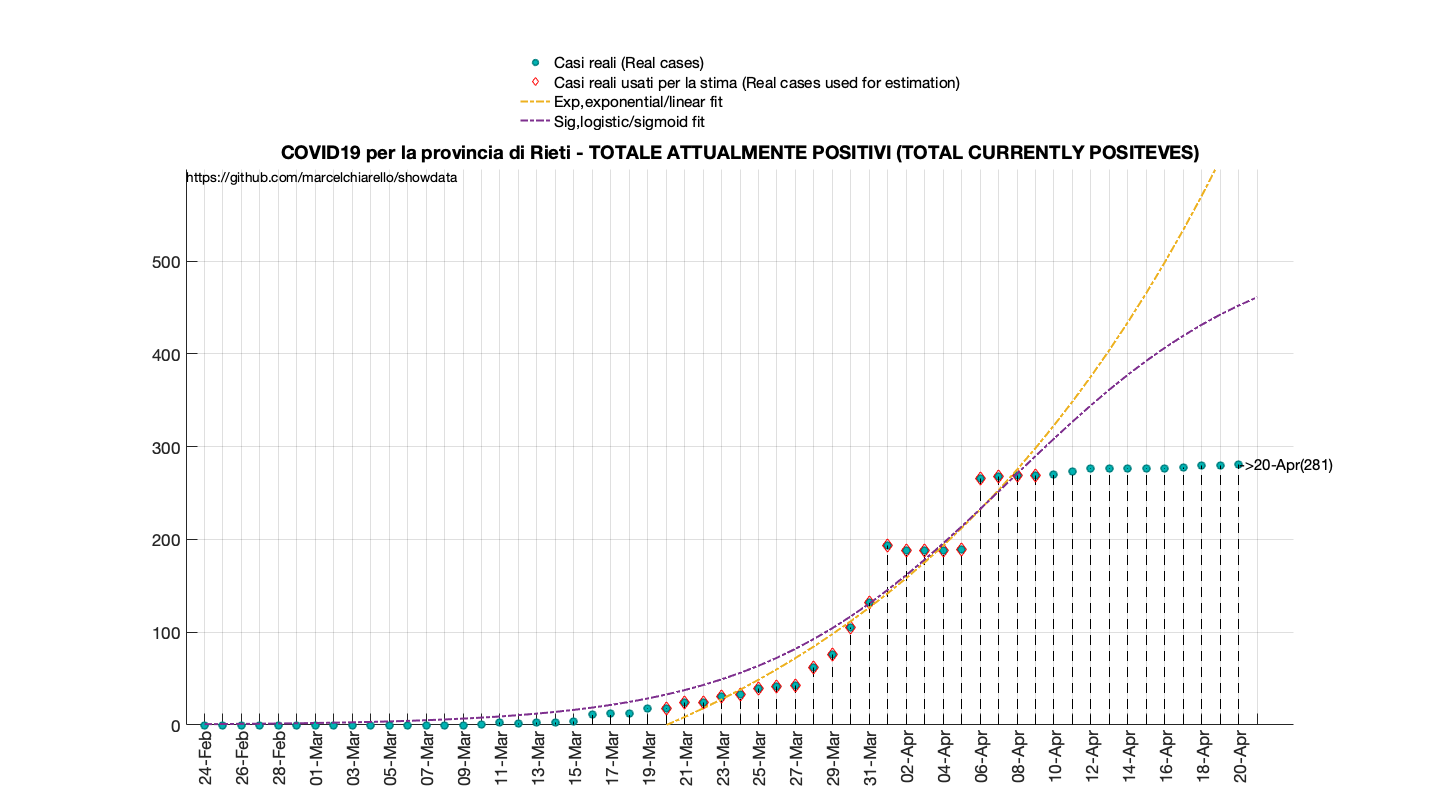 Casi reali (Real cases)
Casi reali usati per la stima (Real cases used for estimation)
Exp,exponential/linear fit
Sig,logistic/sigmoid fit
COVID19 per la provincia di Rieti - TOTALE ATTUALMENTE POSITIVI (TOTAL CURRENTLY POSITEVES)
https://github.com/marcelchiarello/showdata
500
400
300
200
100
0
->20-Apr(281)
24-Feb
26-Feb
28-Feb
01-Mar
03-Mar
05-Mar
07-Mar
09-Mar
11-Mar
13-Mar
15-Mar
17-Mar
19-Mar
21-Mar
23-Mar
25-Mar
27-Mar
29-Mar
31-Mar
02-Apr
04-Apr
06-Apr
08-Apr
10-Apr
12-Apr
14-Apr
16-Apr
18-Apr
20-Apr